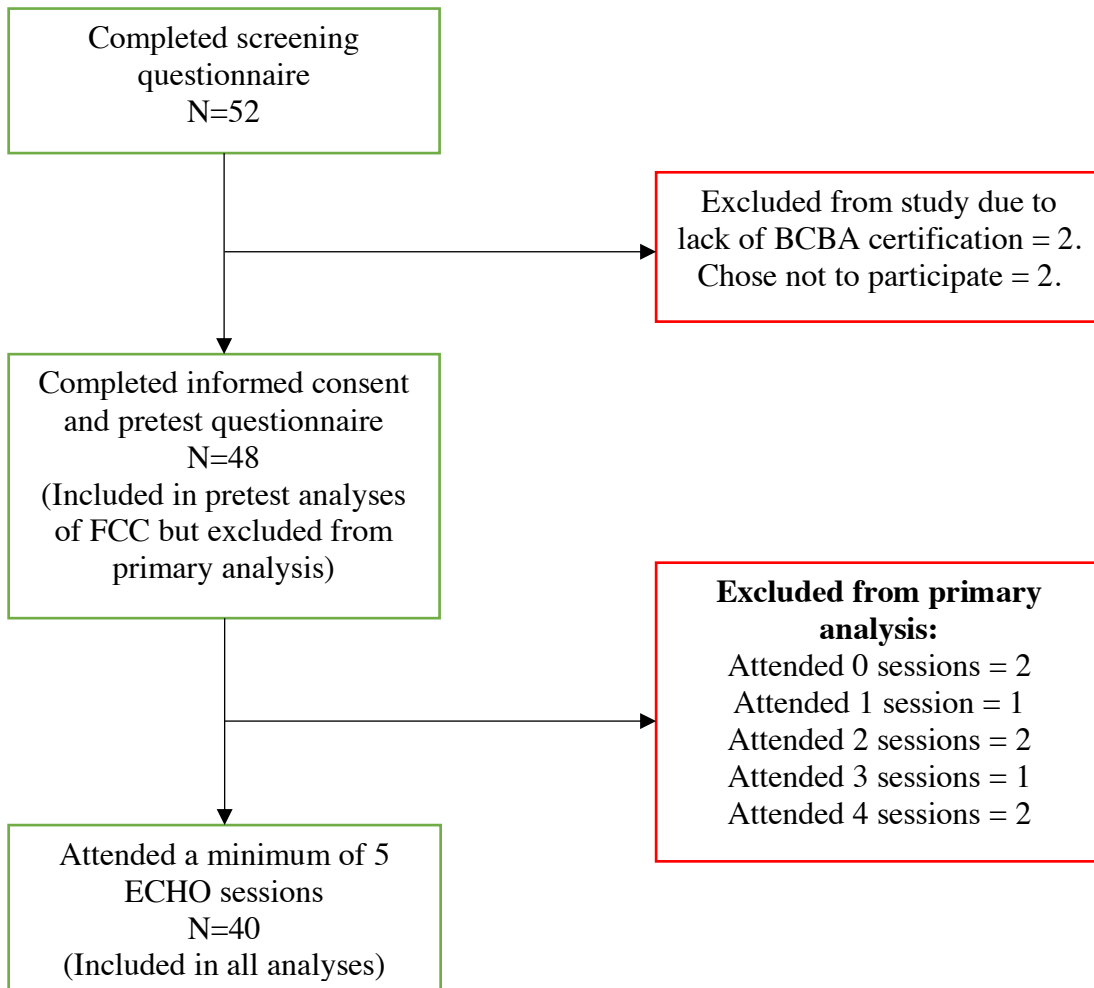 Completed screening
questionnaire
N=52
Excluded from study due to
lack of BCBA certification = 2.
Chose not to participate = 2.
Completed informed consent
and pretest questionnaire
N=48
(Included in pretest analyses
of FCC but excluded from
primary analysis)
Excluded from primary
analysis:
Attended 0 sessions = 2
Attended 1 session = 1
Attended 2 sessions = 2
Attended 3 sessions = 1
Attended 4 sessions = 2
Attended a minimum of 5
ECHO sessions
N=40
(Included in all analyses)